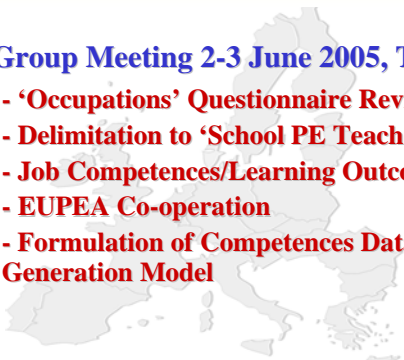 Group Meeting 2-3 June 2005, T
- ‘Occupations’ Questionnaire Rev
- Delimitation to ‘School PE Teach
- Job Competences/Learning Outco
- EUPEA Co-operation
- Formulation of Competences Dat
Generation Model